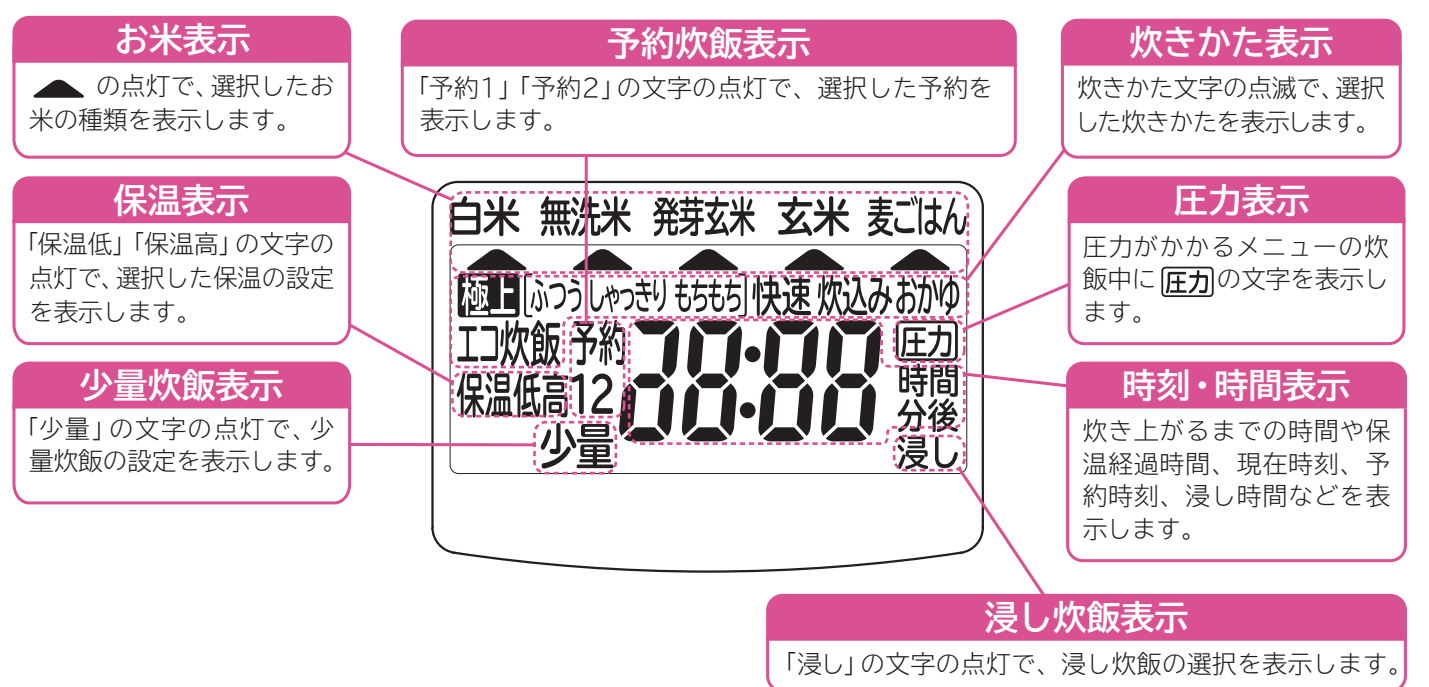 お米表示
の点灯で、選択したお
米の種類を表示します。
予約炊飯表示
「予約1」「予約2」の文字の点灯で、選択した予約を
表示します。
炊きかた表示
炊きかた文字の点滅で、選択
した炊きかたを表示します。
保温表示
「保温低」「保温高」の文字の
点灯で、選択した保温の設定
を表示します。
圧力表示
圧力がかかるメニューの炊
飯中に圧力の文字を表示し
ます。
少量炊飯表示
「少量」の文字の点灯で、少
量炊飯の設定を表示します。
時刻・時間表示
炊き上がるまでの時間や保
温経過時間、現在時刻、予
約時刻、浸し時間などを表
示します。
白米 無洗米 発芽玄米 玄米 麦ごはん
極上[ふつう しゃっきり もちもち] 快速 炊込み おかゆ
エコ炊飯 予約 38:88 圧力
保温低高 12 38:88 時間
分後
少量 浸し
浸し炊飯表示
「浸し」の文字の点灯で、浸し炊飯の選択を表示します。